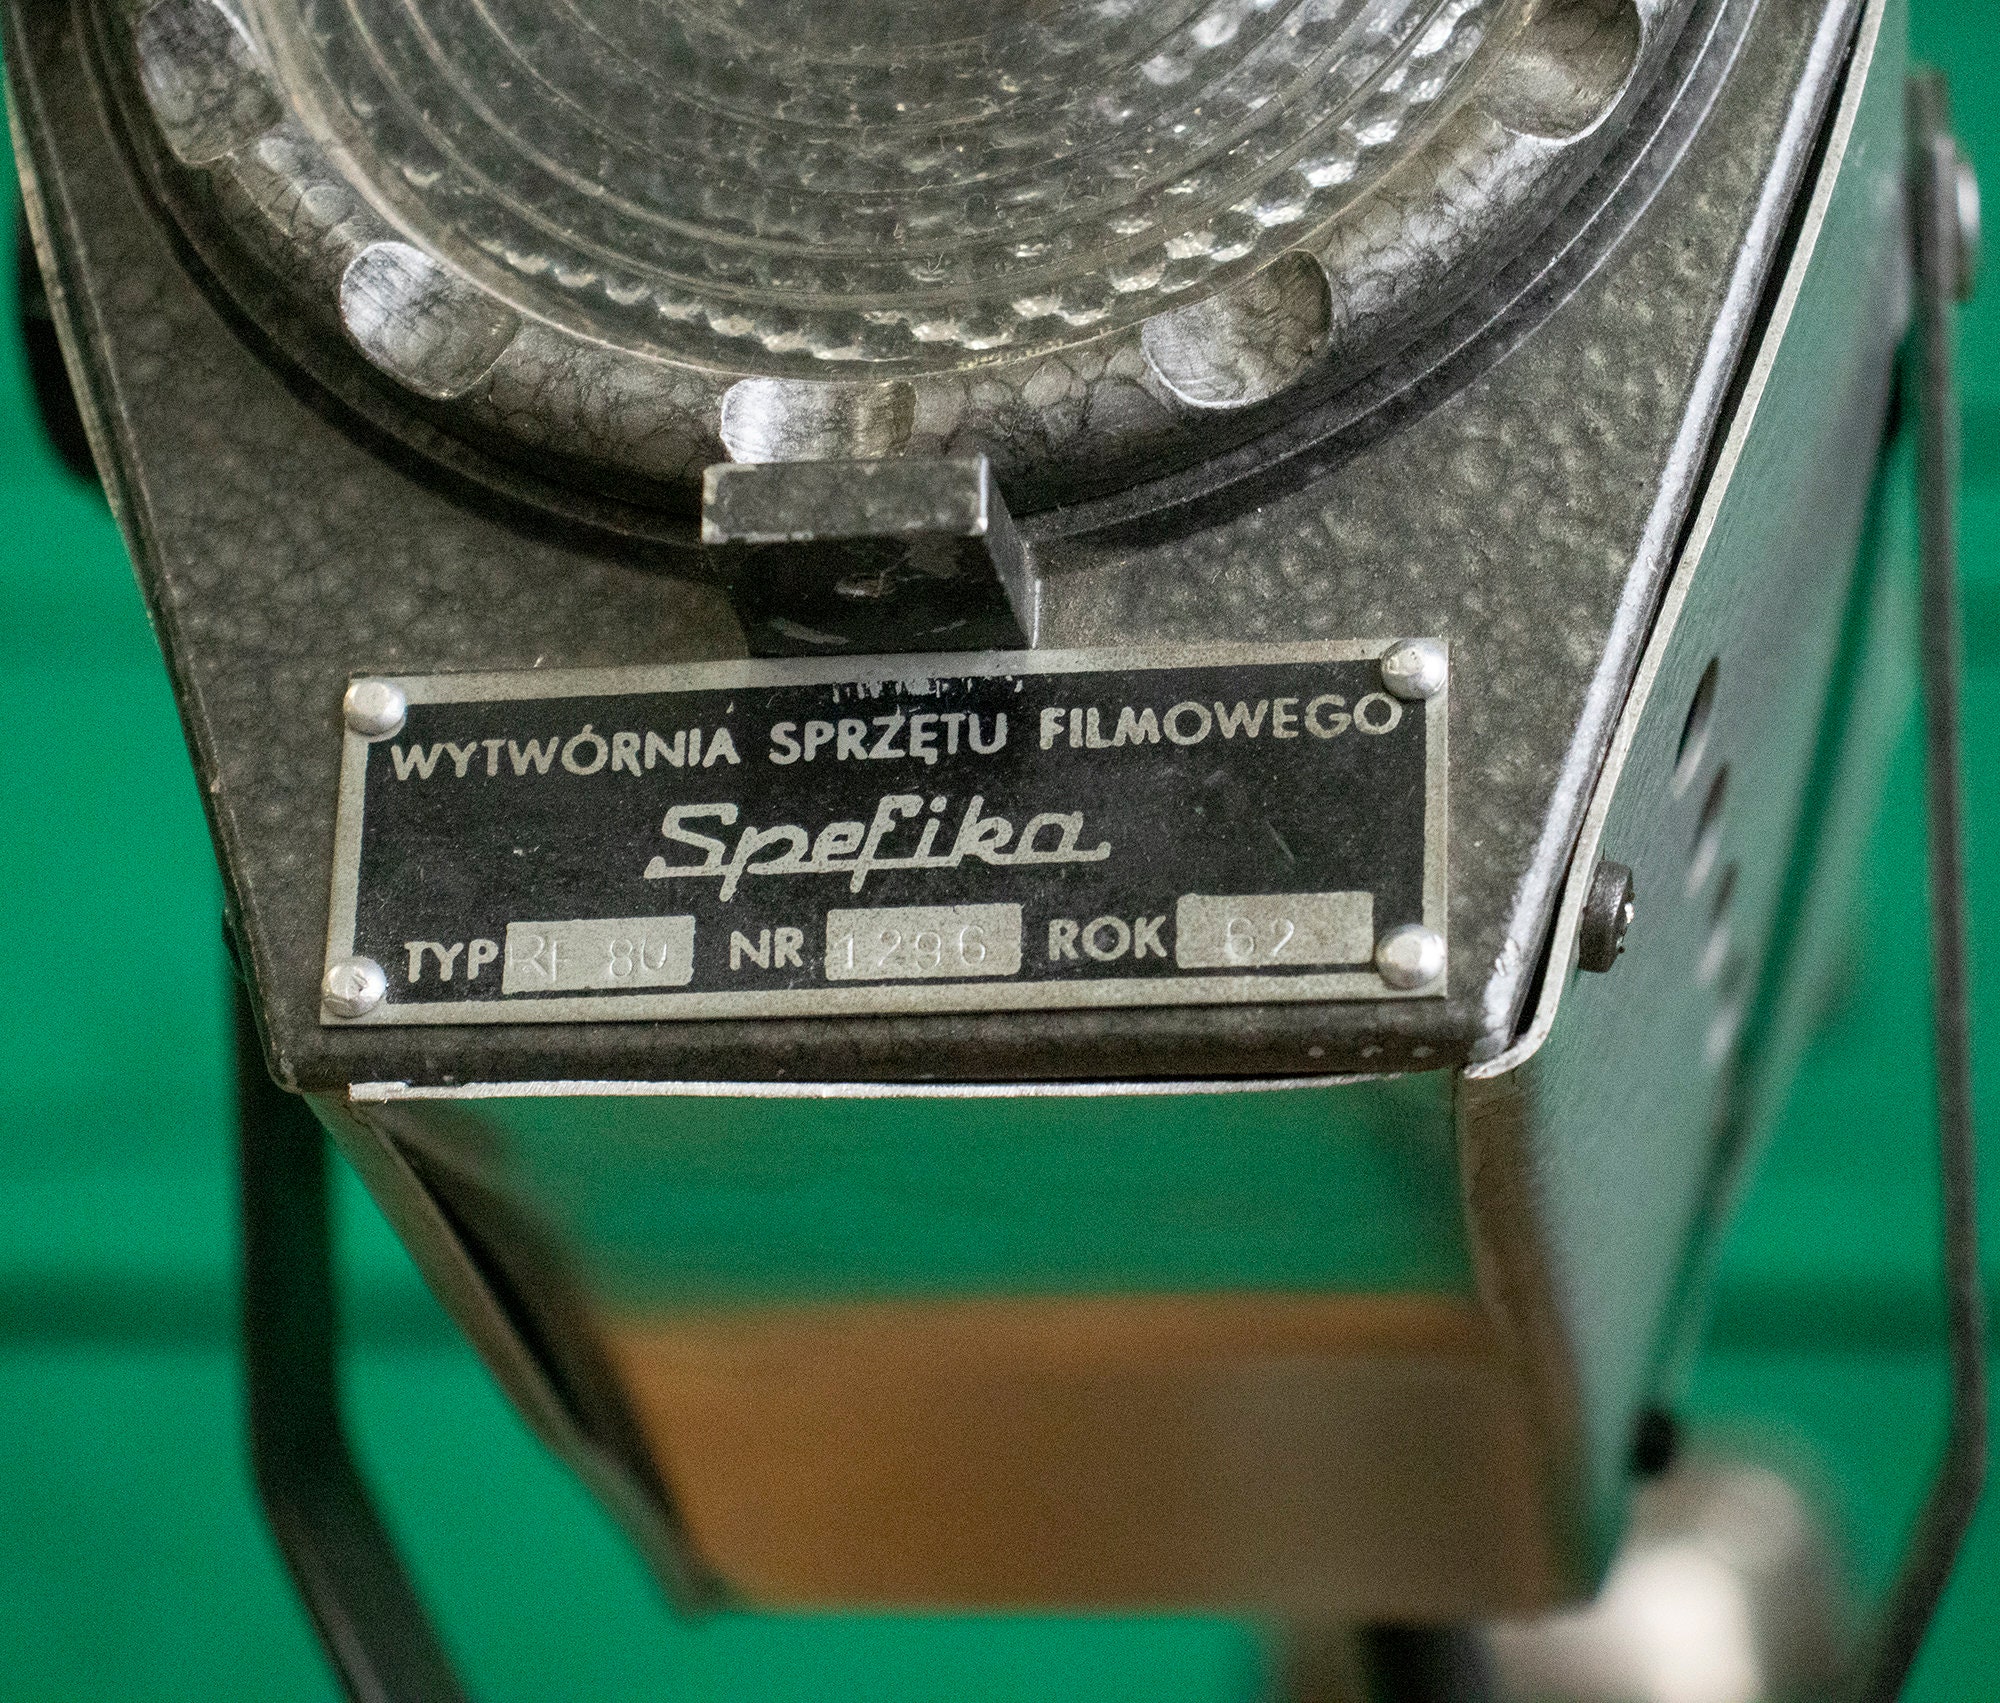 WYTWÓRNIA SPRZĘTU FILMOWEGO
Spefika
TYP RF 80 NR 1296 ROK 62